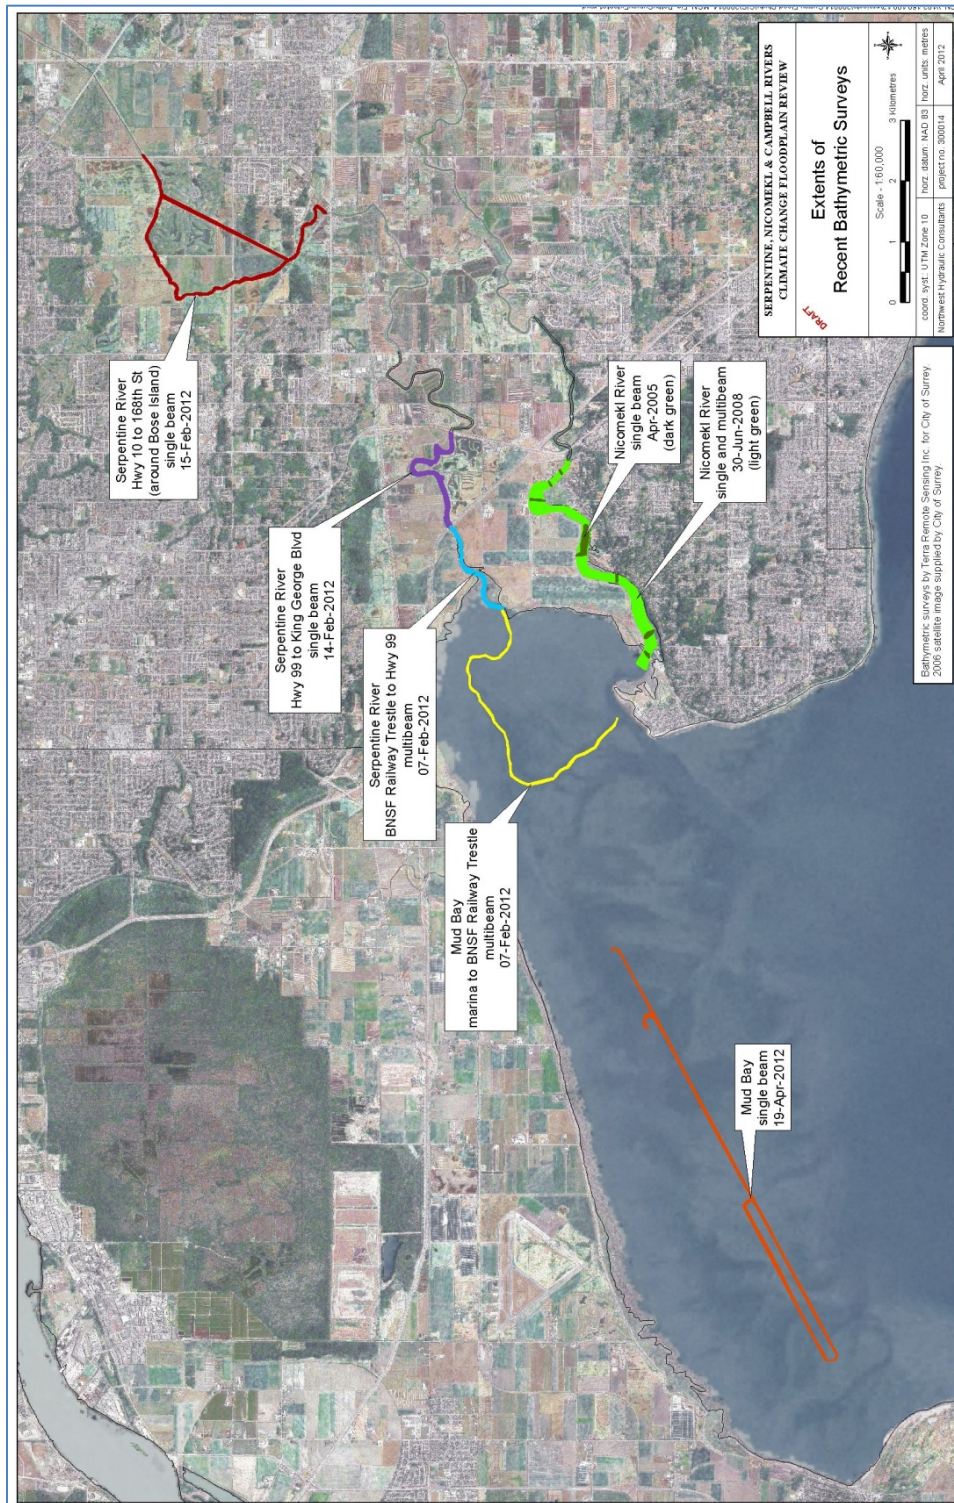 Serpentine River
Hwy 10 to 168th St
(around Bose Island)
single beam
15-Feb-2012
Serpentine River
Hwy 99 to King George Blvd
single beam
14-Feb-2012
Serpentine River
BNSF Railway Trestle to Hwy 99
multibeam
07-Feb-2012
Mud Bay
marina to BNSF Railway Trestle
multibeam
07-Feb-2012
Mud Bay
single beam
19-Apr-2012
Nicomekl River
single beam
Apr-2005
(dark green)
Nicomekl River
single and multibeam
30-Jun-2008
(light green)
Bathymetric surveys by Terra Remote Sensing Inc. for City of Surrey.
2006 satellite image supplied by City of Surrey.
SERPENTINE, NICOMEKL & CAMPBELL RIVERS
CLIMATE CHANGE FLOODPLAIN REVIEW
DRAFT
Extents of
Recent Bathymetric Surveys
Scale - 1:60,000
0 1 2 3 Kilometres
coord. syst.: UTM Zone 10 horz. datum: NAD 83 horz. units: metres
Northwest Hydraulic Consultants project no. 300014 April 2012